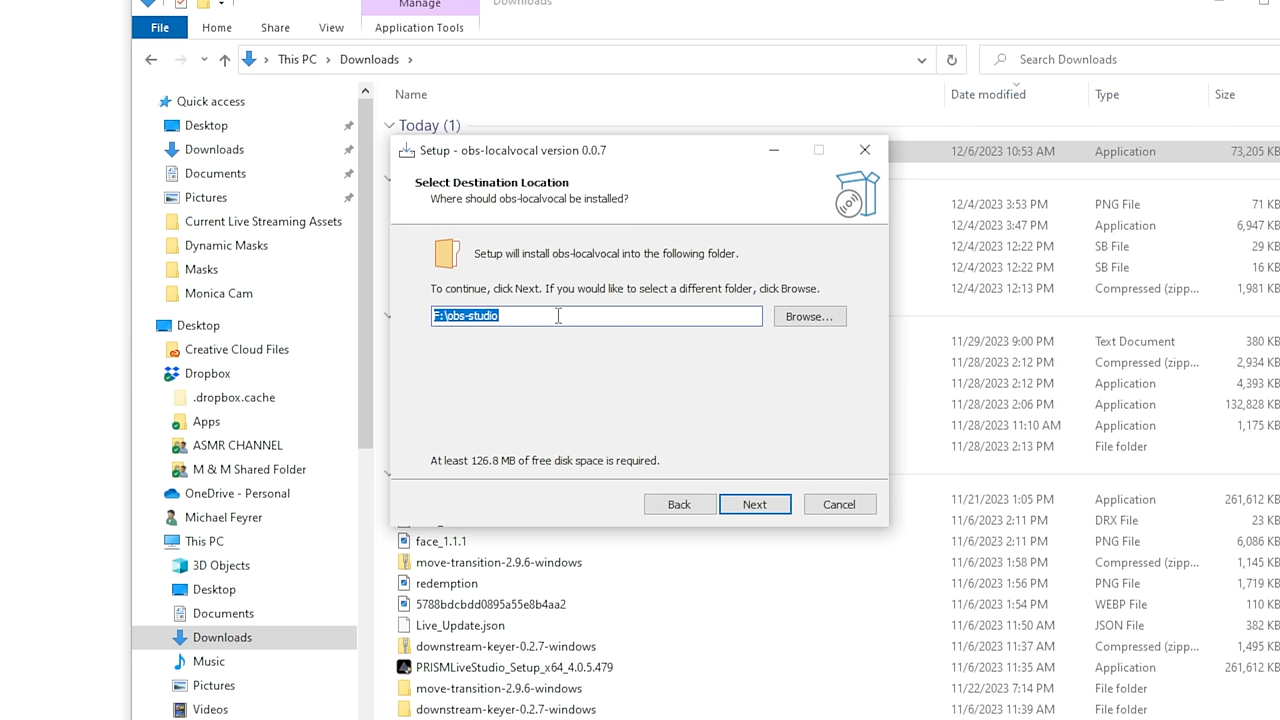 Manage
Downloads
File
Home
Share
View
Application Tools
This PC
Downloads
Search Downloads
Name
Date modified
Type
Size
Quick access
Desktop
Downloads
Documents
Pictures
Current Live Streaming Assets
Dynamic Masks
Masks
Monica Cam
Desktop
Creative Cloud Files
Dropbox
.dropbox.cache
Apps
ASMR CHANNEL
M & M Shared Folder
OneDrive - Personal
Michael Feyrer
This PC
3D Objects
Desktop
Documents
Downloads
Music
Pictures
Videos
Today (1)
Setup - obs-localvocal version 0.0.7
Select Destination Location
Where should obs-localvocal be installed?
Setup will install obs-localvocal into the following folder.
To continue, click Next. If you would like to select a different folder, click Browse.
F:\obs-studio
Browse...
At least 126.8 MB of free disk space is required.
Back
Next
Cancel
12/6/2023 10:53 AM Application 73,205 KB
12/4/2023 3:53 PM PNG File 71 KB
12/4/2023 3:47 PM Application 6,947 KB
12/4/2023 12:22 PM SB File 29 KB
12/4/2023 12:22 PM SB File 16 KB
12/4/2023 12:13 PM Compressed (zipp... 1,981 KB
11/29/2023 9:00 PM Text Document 380 KB
11/28/2023 2:12 PM Compressed (zipp... 2,934 KB
11/28/2023 2:12 PM Application 4,393 KB
11/28/2023 2:06 PM Application 132,828 KB
11/28/2023 11:10 AM Application 1,175 KB
11/28/2023 2:13 PM File folder
11/21/2023 1:05 PM Application 261,612 KB
11/6/2023 2:11 PM DRX File 23 KB
face_1.1.1 11/6/2023 2:11 PM PNG File 6,086 KB
move-transition-2.9.6-windows 11/6/2023 1:58 PM Compressed (zipp... 1,145 KB
redemption 11/6/2023 1:56 PM PNG File 1,719 KB
5788bdcbdd0895a55e8b4aa2 11/6/2023 1:54 PM WEBP File 110 KB
Live_Update.json 11/6/2023 11:50 AM JSON File 382 KB
downstream-keyer-0.2.7-windows 11/6/2023 11:37 AM Compressed (zipp... 1,495 KB
PRISMLiveStudio_Setup_x64_4.0.5.479 11/6/2023 11:35 AM Application 261,612 KB
move-transition-2.9.6-windows 11/22/2023 7:14 PM File folder
downstream-keyer-0.2.7-windows 11/6/2023 11:39 AM File folder